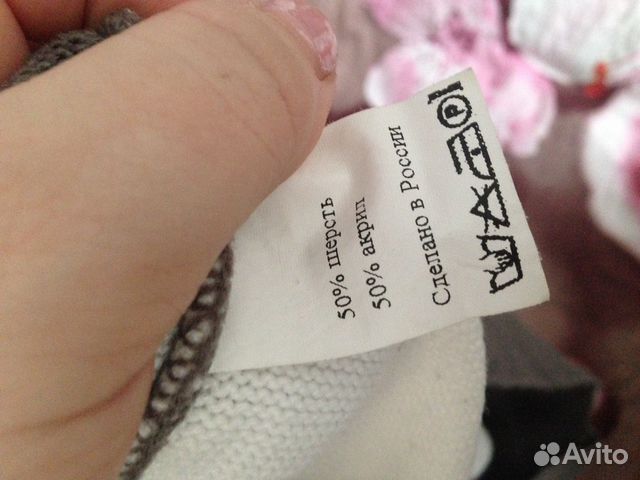 50% шерсть
50% акрил
Сделано в России
P
Avito